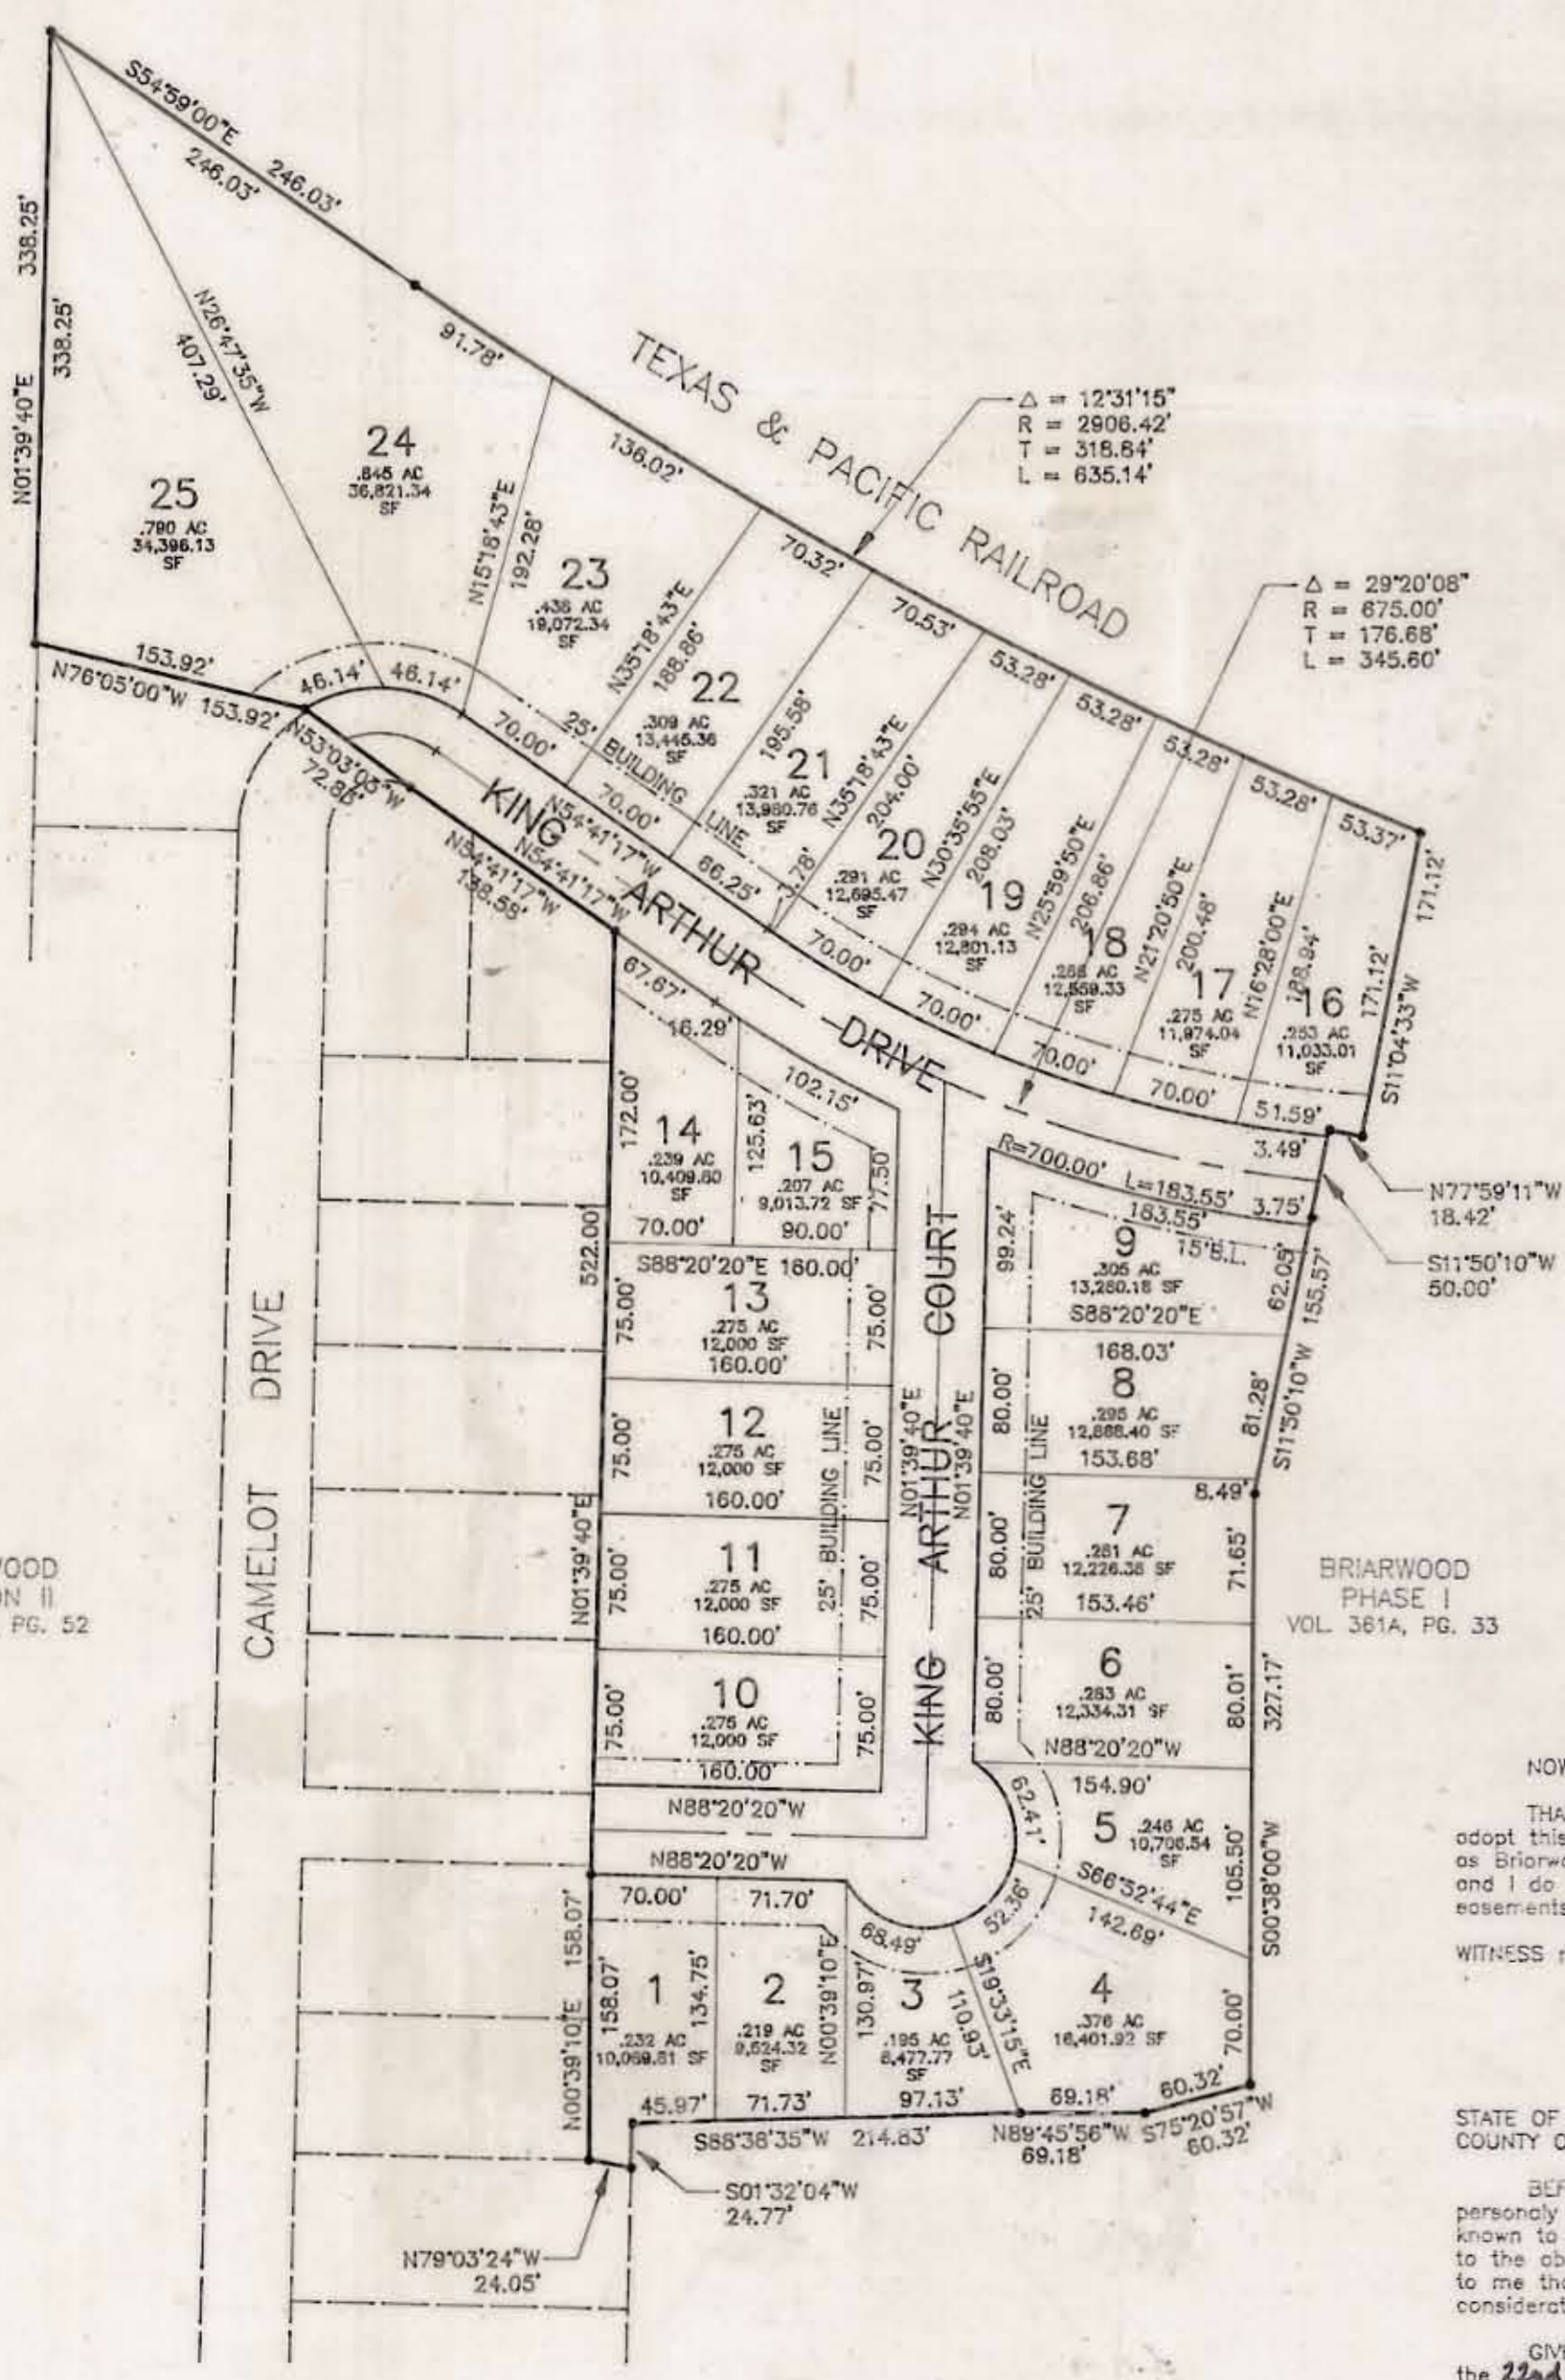 S54°59'00"E
246.03'
246.03'
338.25'
338.25'
N01°39'40"E
N26°47'35"W
407.29'
91.78'
TEXAS & PACIFIC RAILROAD
Δ = 12°31'15"
R = 2906.42'
T = 318.84'
L = 635.14'
136.02'
24
.845 AC
36,821.34
SF
25
.790 AC
34,396.13
SF
N15°18'43"E
192.28'
23
.438 AC
19,072.34
SF
70.32'
70.53'
Δ = 29°20'08"
R = 675.00'
T = 176.68'
L = 345.60'
N35°18'43"E
188.86'
53.28'
53.28'
53.28'
53.28'
53.37'
153.92'
N76°05'00"W 153.92'
46.14'
46.14'
22
.309 AC
13,445.36
SF
195.58'
N53°03'03"W
72.86'
70.00'
25' BUILDING LINE
21
.321 AC
13,980.76
SF
N35°18'43"E
204.00'
70.00'
N54°41'17"W
20
.291 AC
12,695.47
SF
N30°35'55"E
208.03'
66.25'
3.78'
KING ARTHUR DRIVE
N54°41'17"W
N54°41'17"W
138.58'
19
.294 AC
12,801.13
SF
N25°59'50"E
206.86'
70.00'
18
12,559.33
SF
N21°20'50"E
200.48'
70.00'
17
.275 AC
11,974.04
SF
N16°28'00"E
188.94'
70.00'
16
.253 AC
11,033.01
SF
171.12'
171.12'
S11°04'33"W
70.00'
51.59'
3.49'
N77°59'11"W
18.42'
S11°50'10"W
50.00'
67.67'
16.29'
102.15'
172.00'
14
.239 AC
10,409.80
SF
70.00'
125.63'
15
.207 AC
9,013.72 SF
90.00'
77.50'
R=700.00' L=183.55'
183.55'
3.75'
99.24'
9
15'B.L.
.305 AC
13,280.18 SF
S88°20'20"E
62.05'
155.57'
522.00'
S88°20'20"E 160.00'
75.00'
13
.275 AC
12,000 SF
160.00'
75.00'
168.03'
80.00'
8
.295 AC
12,888.40 SF
153.68'
81.28'
S11°50'10"W
75.00'
12
.275 AC
12,000 SF
160.00'
75.00'
25' BUILDING LINE
N01°39'40"E
KING ARTHUR COURT
N01°39'40"E
25' BUILDING LINE
8.49'
80.00'
7
.281 AC
12,226.38 SF
153.46'
71.65'
N01°39'40"E
75.00'
11
.275 AC
12,000 SF
160.00'
75.00'
CAMELOT DRIVE
PG. 52
BRIARWOOD
PHASE I
VOL. 361A, PG. 33
80.00'
6
.283 AC
12,334.31 SF
N88°20'20"W
80.01'
327.17'
75.00'
10
.275 AC
12,000 SF
160.00'
75.00'
N88°20'20"W
62.41'
154.90'
5
.246 AC
10,706.54
SF
105.50'
S00°38'00"W
N88°20'20"W
S66°52'44"E
142.69'
52.36'
68.49'
158.07'
N00°39'10"E
70.00'
158.07'
1
.232 AC
10,069.81 SF
134.75'
45.97'
71.70'
2
.219 AC
9,624.32
SF
71.73'
N00°39'10"E
130.97'
3
.195 AC
8,477.77
SF
97.13'
110.93'
S19°33'15"E
4
.376 AC
16,401.92 SF
70.00'
69.18'
60.32'
S88°38'35"W 214.83'
N89°45'56"W
69.18'
S75°20'57"W
60.32'
S01°32'04"W
24.77'
N79°03'24"W
24.05'
adopt this
and I do
easements
WITNESS
STATE OF
known to
to the
to me
the 22nd